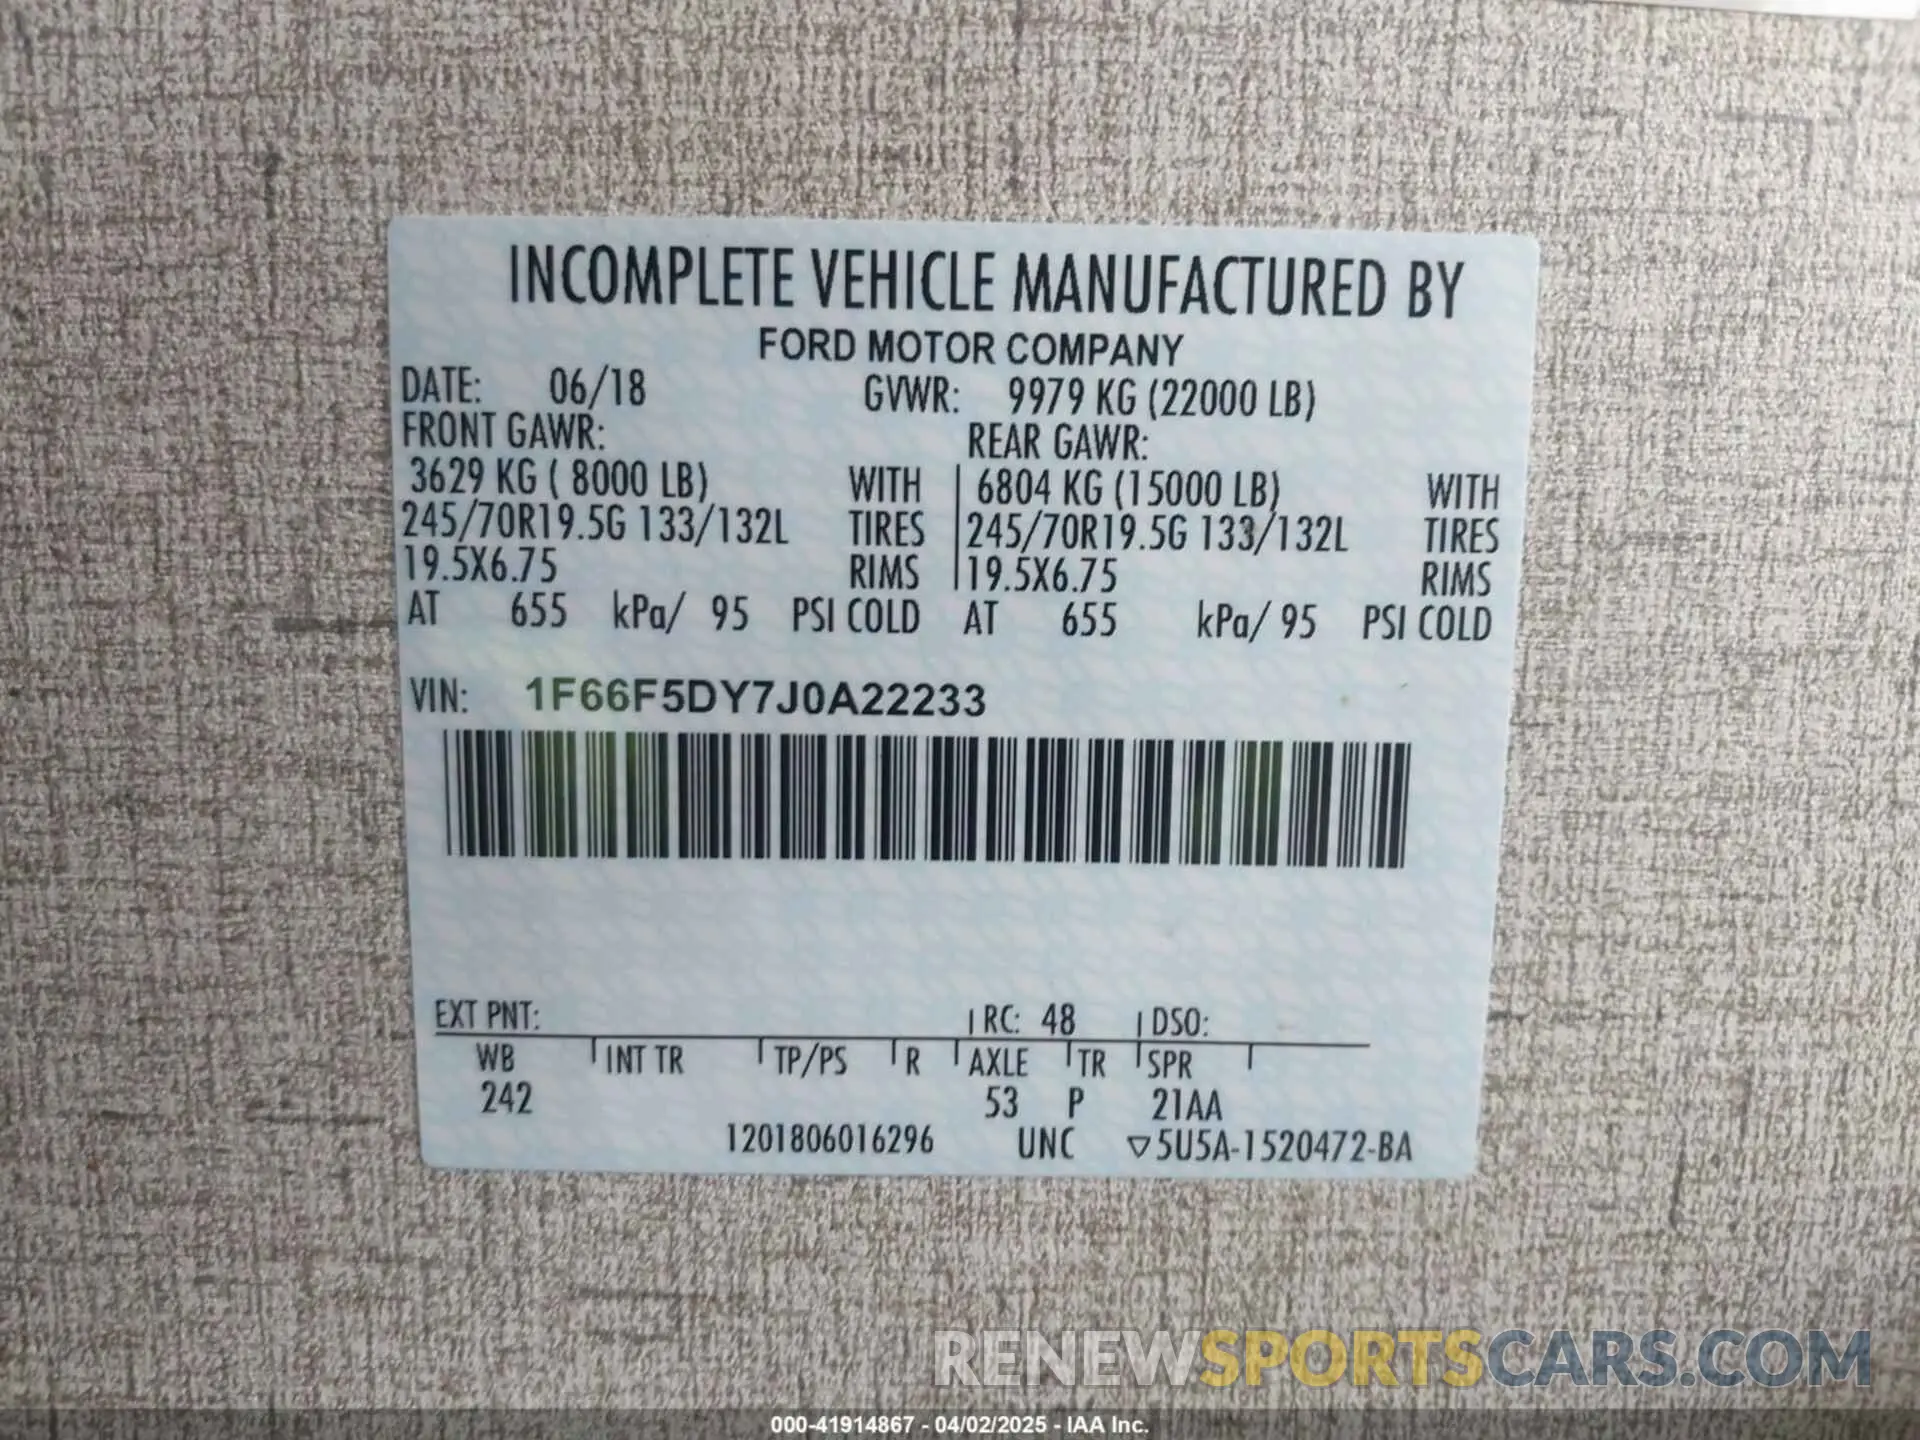 INCOMPLETE VEHICLE MANUFACTURED BY
FORD MOTOR COMPANY
DATE: 06/18 GVWR: 9979 KG (22000 LB)
FRONT GAWR: REAR GAWR:
3629 KG ( 8000 LB) WITH 6804 KG (15000 LB) WITH
245/70R19.5G 133/132L TIRES 245/70R19.5G 133/132L TIRES
19.5X6.75 RIMS 19.5X6.75 RIMS
AT 655 kPa/ 95 PSI COLD AT 655 kPa/ 95 PSI COLD
VIN: 1F66F5DY7J0A22233
EXT PNT: RC: 48 DSO:
WB INT TR TP/PS R AXLE TR SPR
242 53 P 21AA
1201806016296 UNC ▽5U5A-1520472-BA
RENEWSPORTSCARS.COM
000-41914867 - 04/02/2025 - IAA Inc.